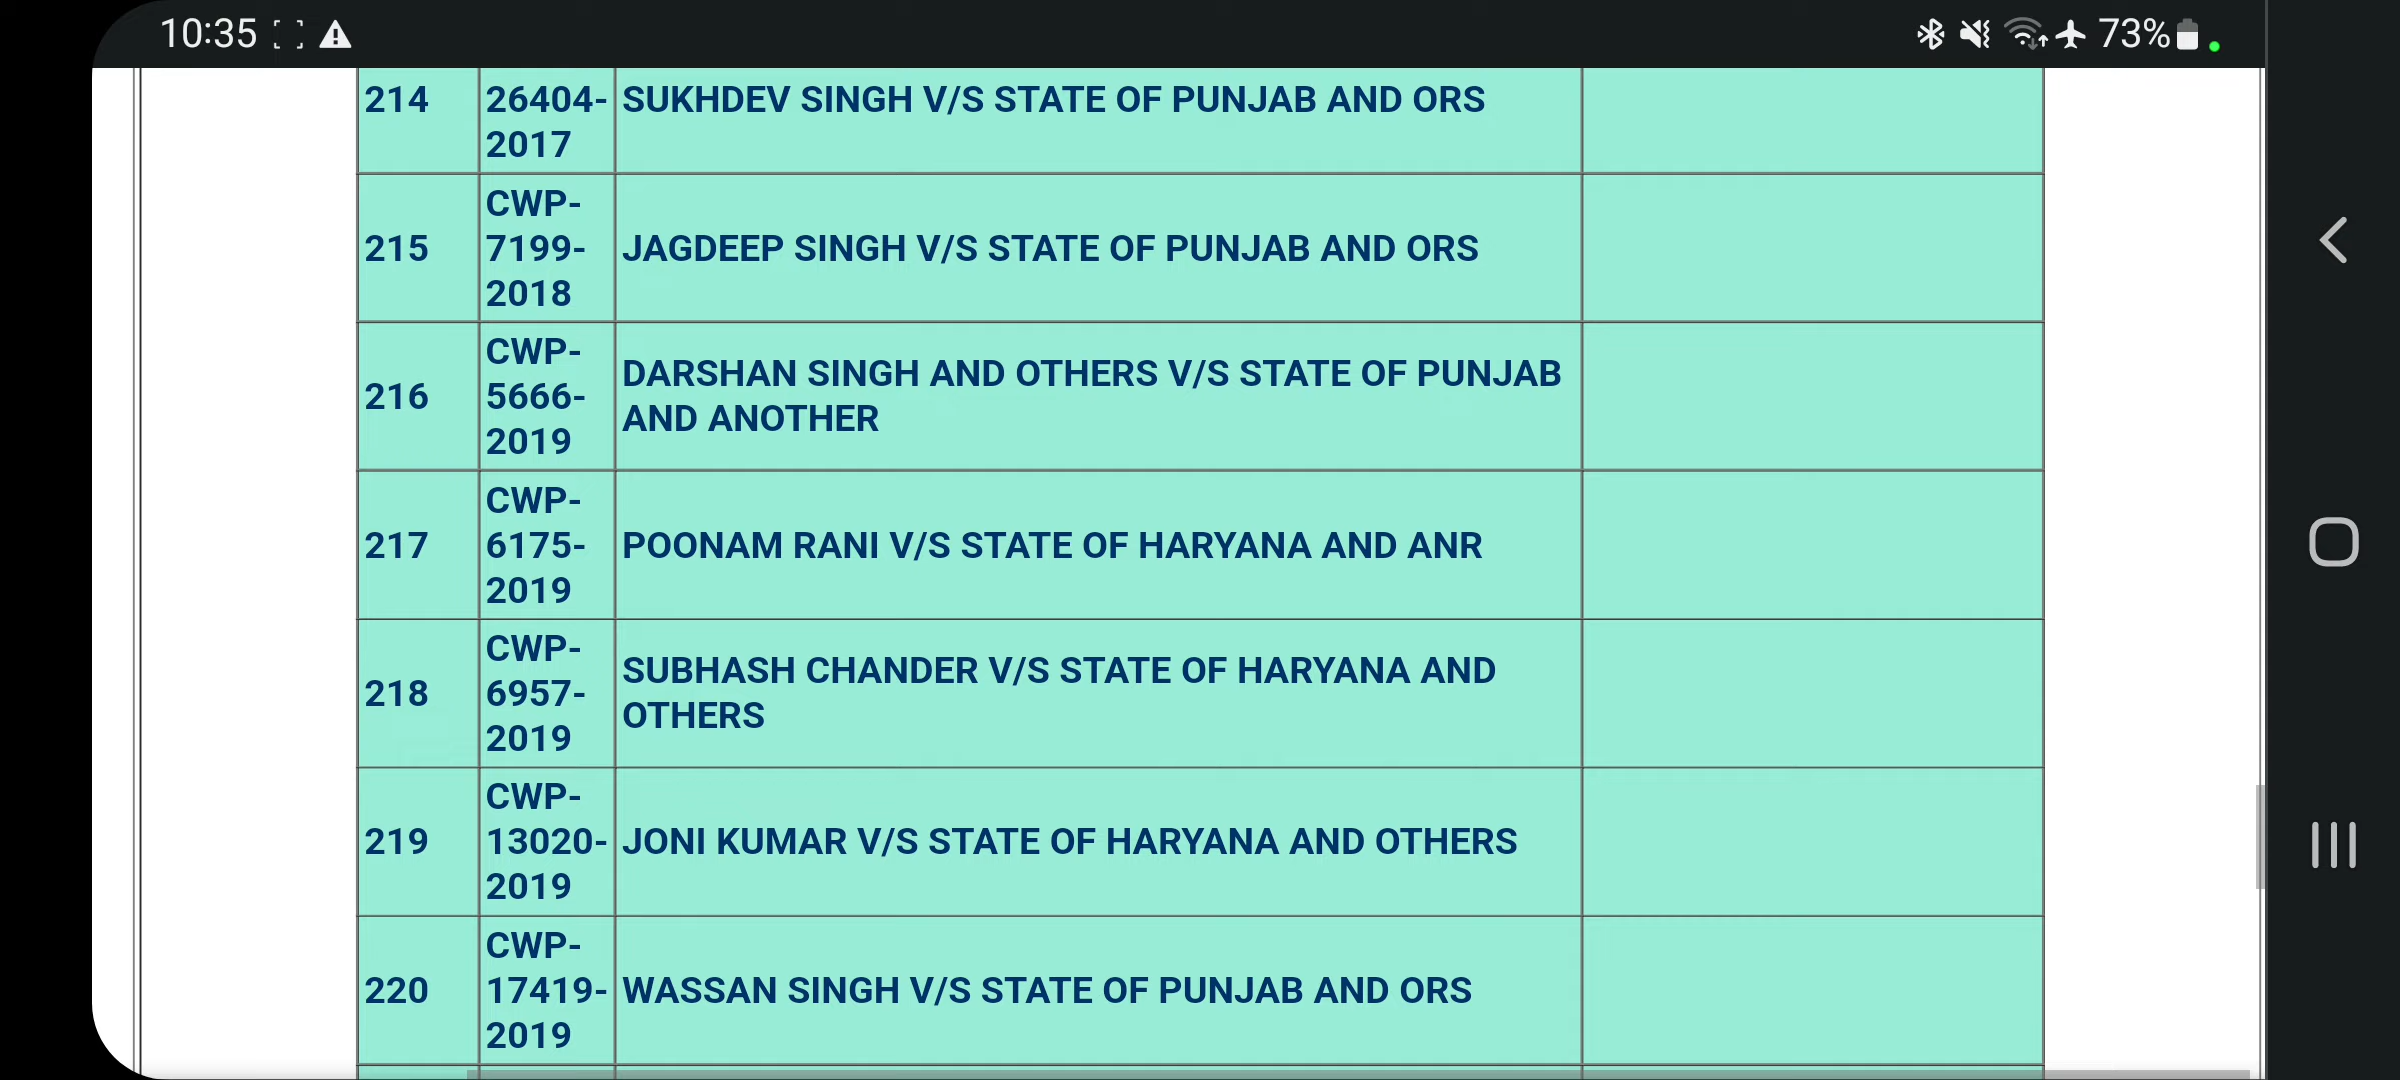 10:35 73%
214 26404- SUKHDEV SINGH V/S STATE OF PUNJAB AND ORS
2017
CWP-
215 7199- JAGDEEP SINGH V/S STATE OF PUNJAB AND ORS
2018
CWP-
DARSHAN SINGH AND OTHERS V/S STATE OF PUNJAB
216 5666-
AND ANOTHER
2019
CWP-
217 6175- POONAM RANI V/S STATE OF HARYANA AND ANR
2019
CWP-
SUBHASH CHANDER V/S STATE OF HARYANA AND
218 6957-
OTHERS
2019
CWP-
219 13020- JONI KUMAR V/S STATE OF HARYANA AND OTHERS
2019
CWP-
220 17419- WASSAN SINGH V/S STATE OF PUNJAB AND ORS
2019